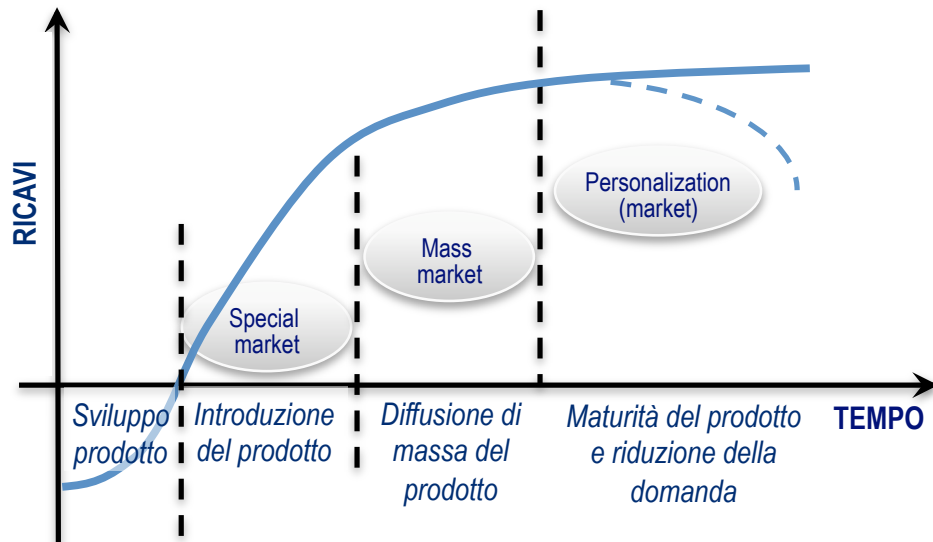 RICAVI
Personalization
(market)
Mass
market
Special
market
Sviluppo
prodotto
Introduzione
del prodotto
Diffusione di
massa del
prodotto
Maturità del prodotto
e riduzione della
domanda
TEMPO